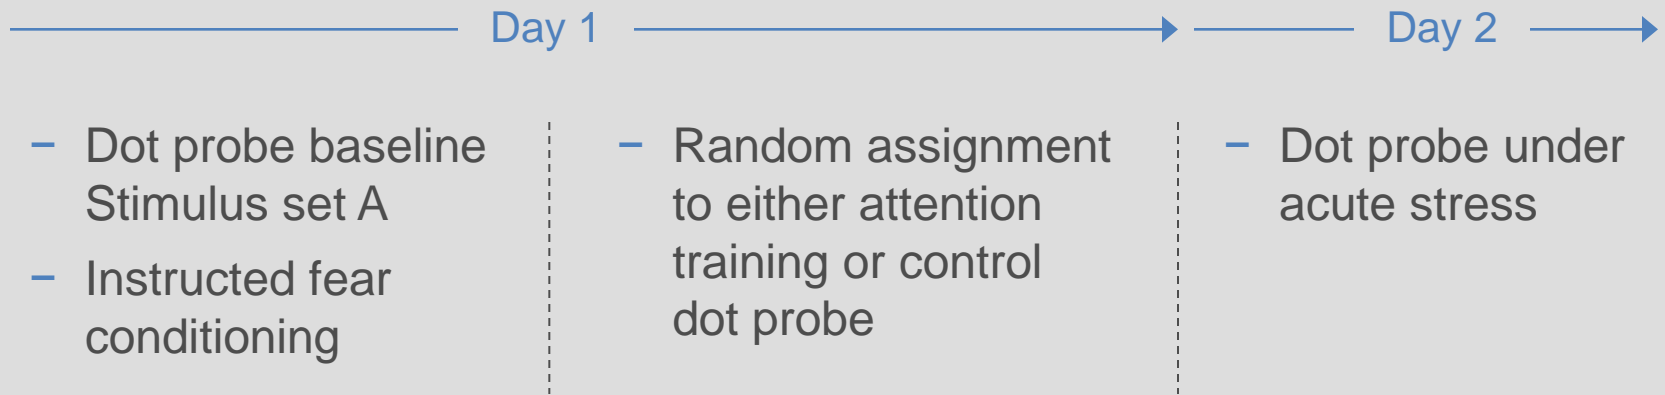 Day 1
Day 2
– Dot probe baseline
Stimulus set A
– Instructed fear
conditioning
– Random assignment
to either attention
training or control
dot probe
– Dot probe under
acute stress